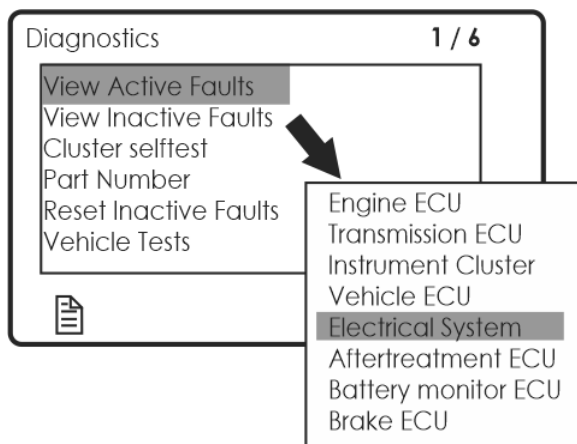 Diagnostics 1 / 6
View Active Faults
View Inactive Faults
Cluster selftest
Part Number
Reset Inactive Faults
Vehicle Tests
Engine ECU
Transmission ECU
Instrument Cluster
Vehicle ECU
Electrical System
Aftertreatment ECU
Battery monitor ECU
Brake ECU